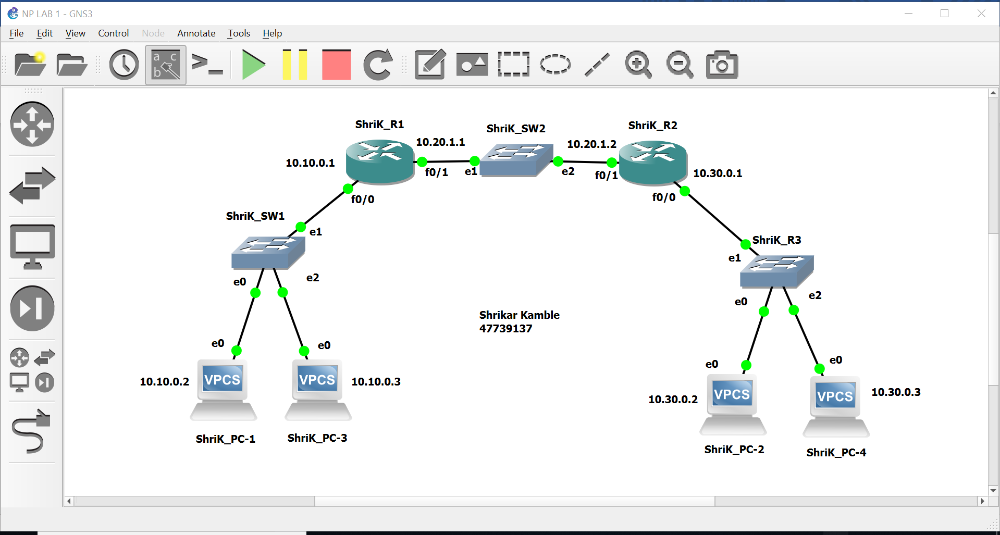 NP LAB 1 - GNS3
File Edit View Control Node Annotate Tools Help
a c
b
>_
ShriK_R1
ShriK_SW2
ShriK_R2
10.20.1.1
10.20.1.2
10.10.0.1
f0/1
e1
e2
f0/1
10.30.0.1
f0/0
f0/0
ShriK_SW1
e1
ShriK_R3
e1
e0
e2
e0
e2
Shrikar Kamble
47739137
e0
e0
e0
e0
10.10.0.2
VPCS
VPCS
10.10.0.3
10.30.0.2
VPCS
VPCS
10.30.0.3
ShriK_PC-1
ShriK_PC-3
ShriK_PC-2
ShriK_PC-4